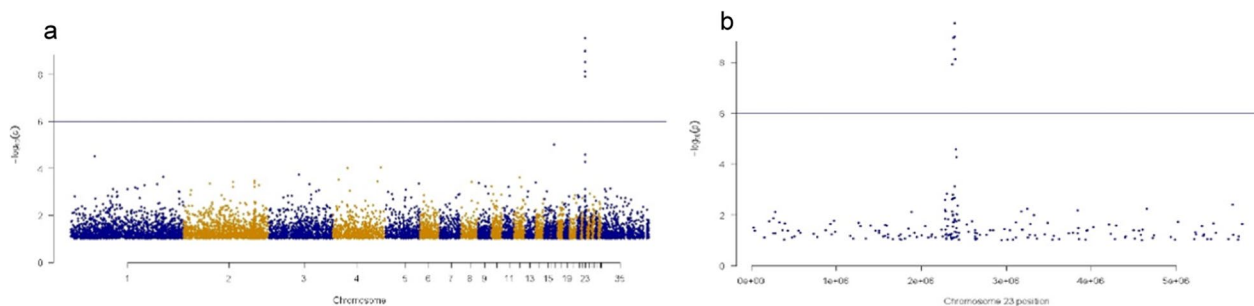 a
b
8
6
4
2
0
-log₁₀(p)
1 2 3 4 5 6 7 8 9 11 13 15 19 23 35
Chromosome
8
6
4
2
0
-log₁₀(p)
0e+00 1e+06 2e+06 3e+06 4e+06 5e+06
Chromosome 23 position